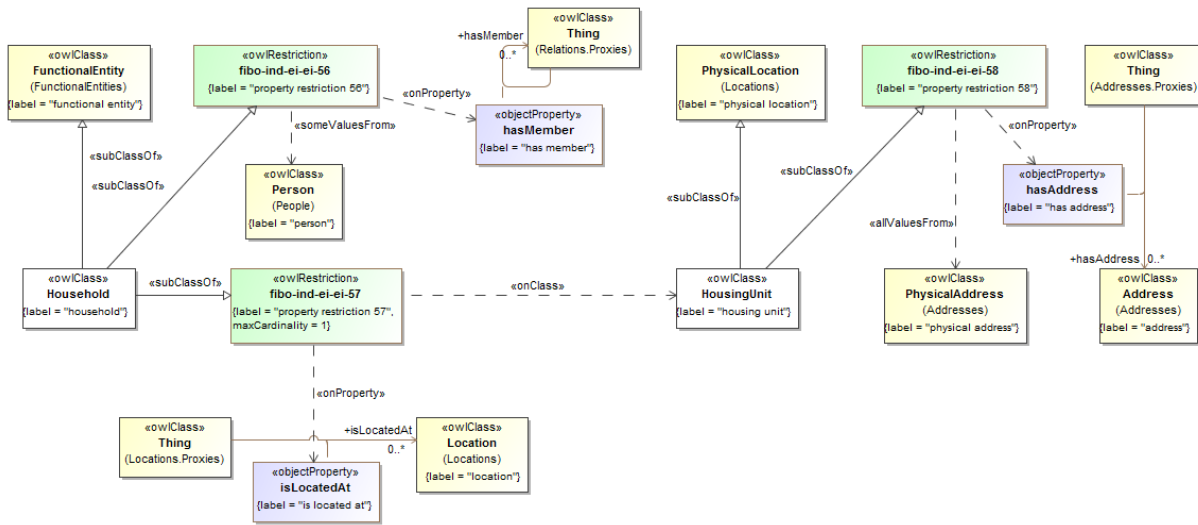 «owlClass»
FunctionalEntity
(FunctionalEntities)
{label = "functional entity"}
«owlRestriction»
fibo-ind-ei-ei-56
{label = "property restriction 56"}
+hasMember
0..*
«owlClass»
Thing
(Relations.Proxies)
«onProperty»
«objectProperty»
hasMember
{label = "has member"}
«someValuesFrom»
«owlClass»
Person
(People)
{label = "person"}
«subClassOf»
«subClassOf»
«owlClass»
PhysicalLocation
(Locations)
{label = "physical location"}
«owlRestriction»
fibo-ind-ei-ei-58
{label = "property restriction 58"}
«owlClass»
Thing
(Addresses.Proxies)
«onProperty»
«objectProperty»
hasAddress
{label = "has address"}
«subClassOf»
«subClassOf»
«allValuesFrom»
+hasAddress
0..*
«owlClass»
Household
{label = "household"}
«subClassOf»
«owlRestriction»
fibo-ind-ei-ei-57
{label = "property restriction 57",
maxCardinality = 1}
«onClass»
«owlClass»
HousingUnit
{label = "housing unit"}
«owlClass»
PhysicalAddress
(Addresses)
{label = "physical address"}
«owlClass»
Address
(Addresses)
{label = "address"}
«onProperty»
«owlClass»
Thing
(Locations.Proxies)
+isLocatedAt
0..*
«owlClass»
Location
(Locations)
{label = "location"}
«objectProperty»
isLocatedAt
{label = "is located at"}